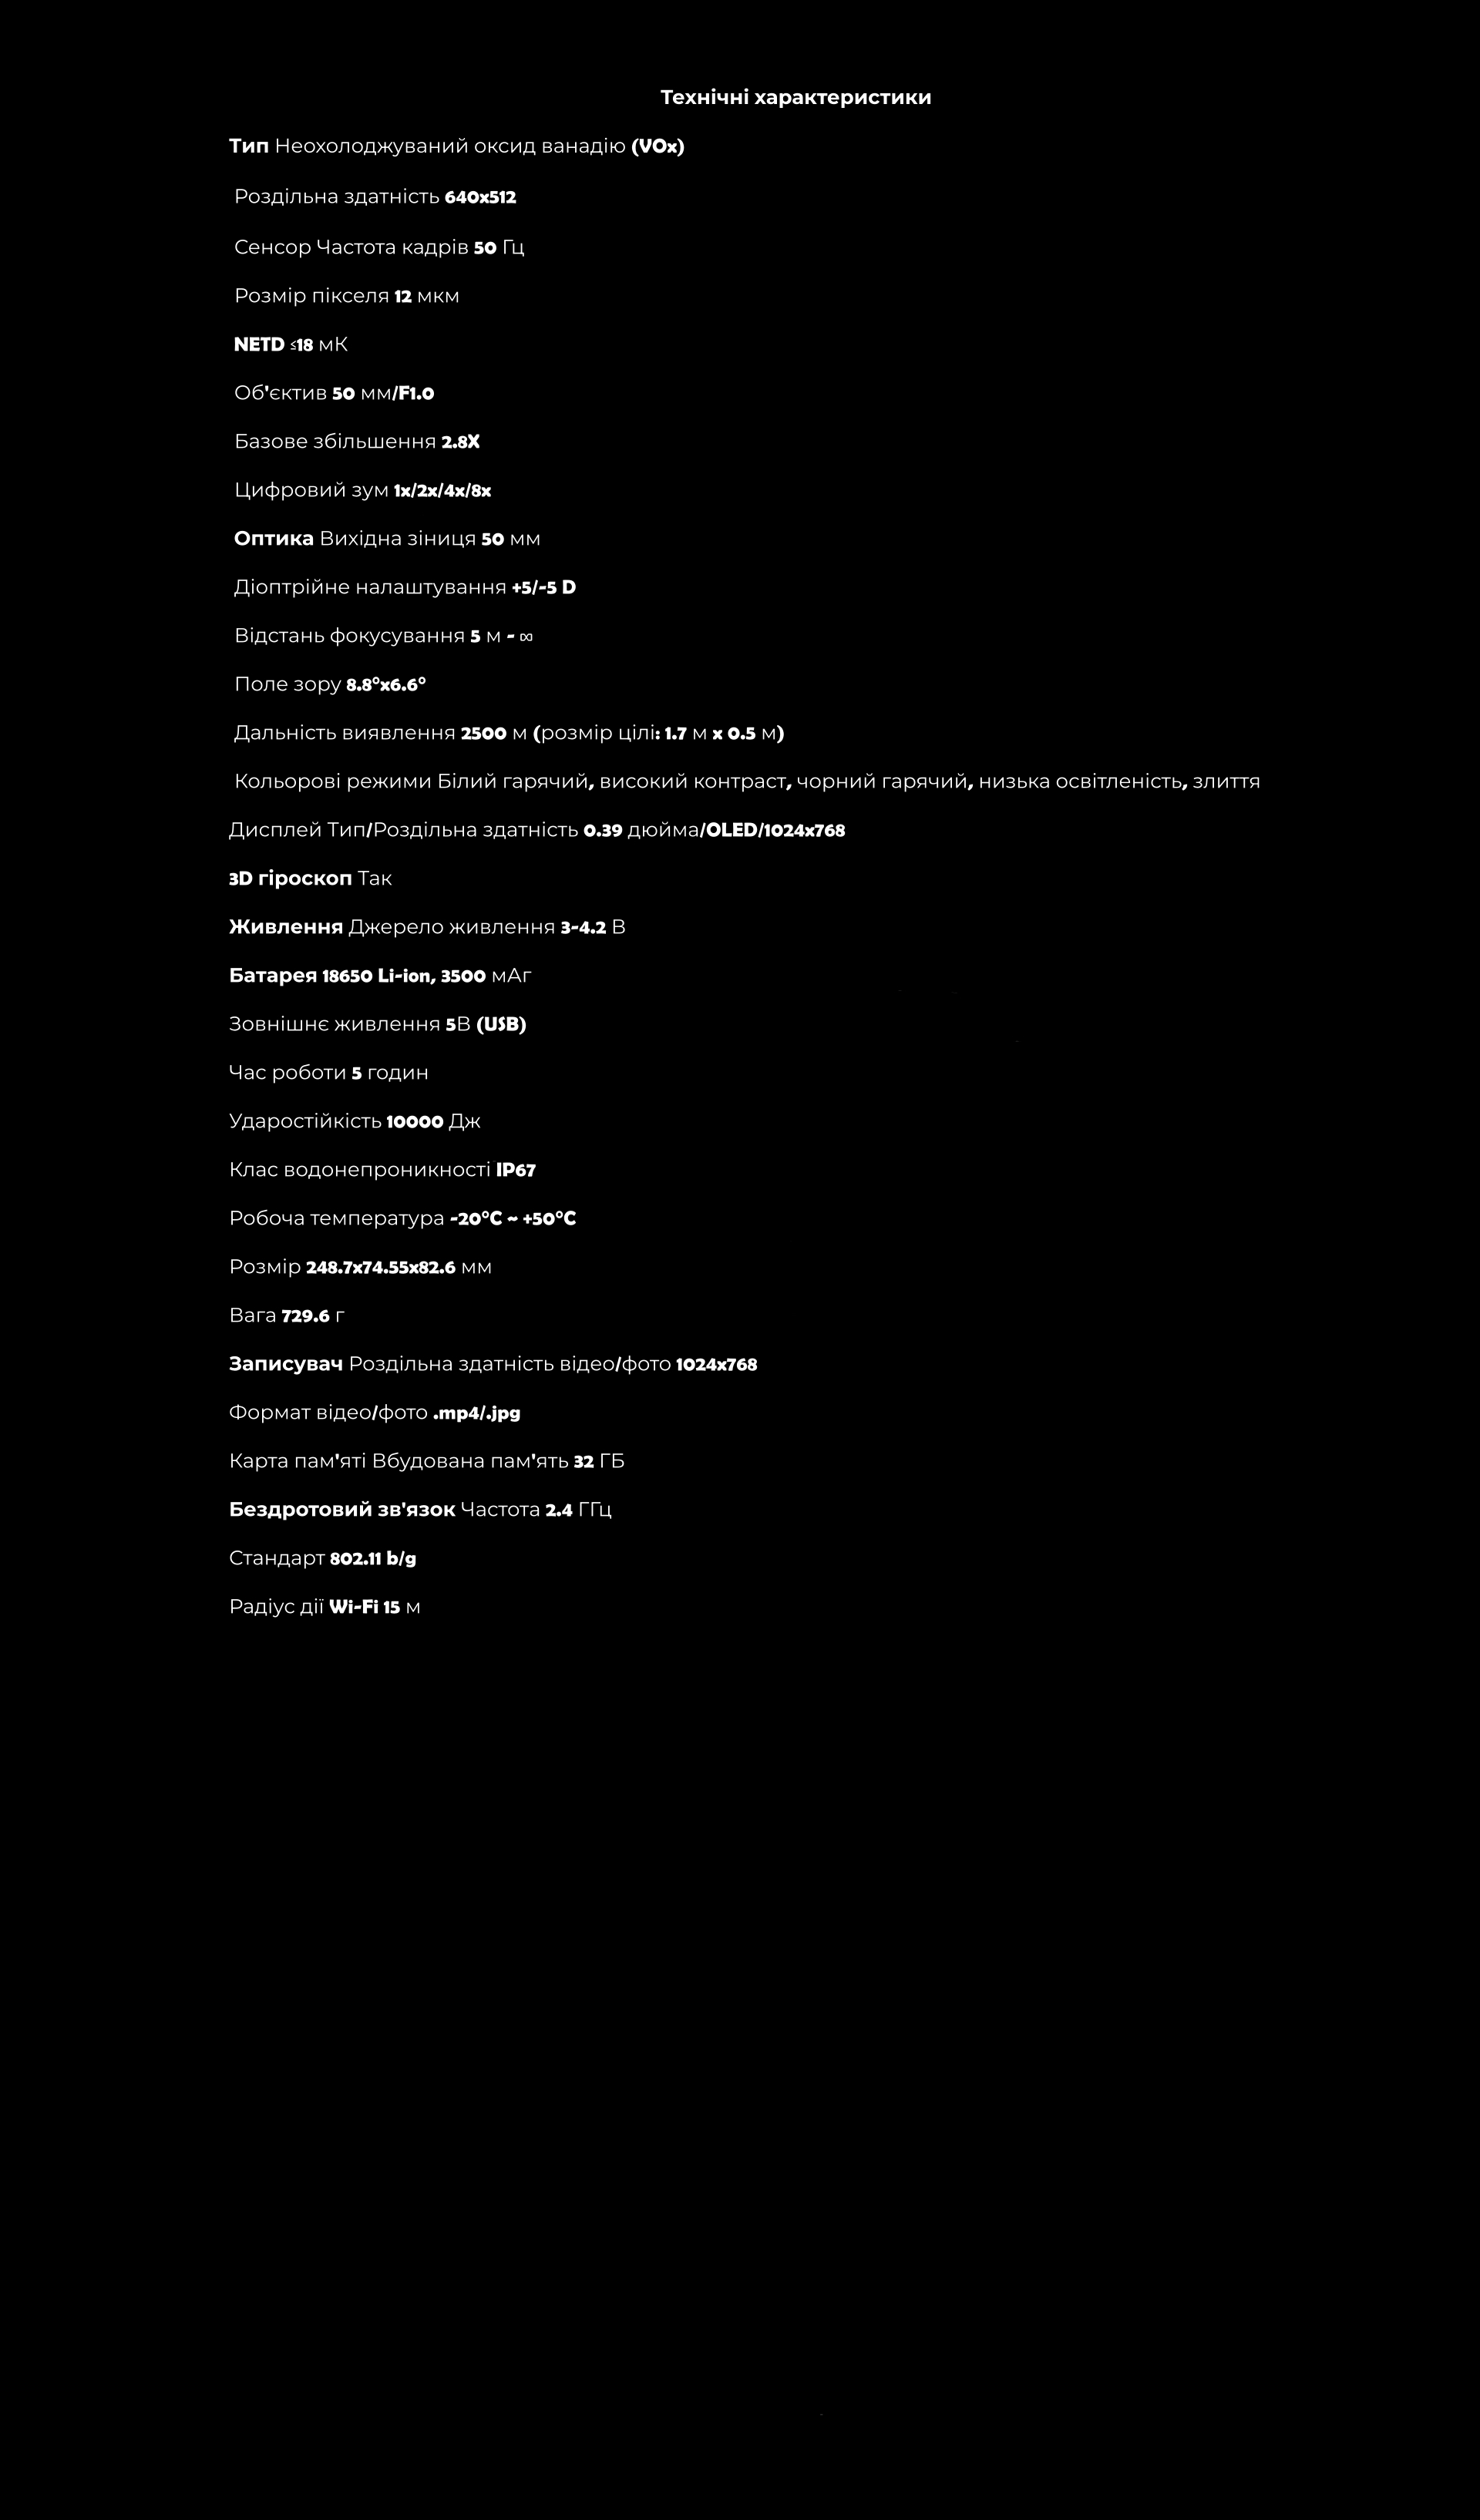 Технічні характеристики
Тип Неохолоджуваний оксид ванадію (VOx)
Роздільна здатність 640x512
Сенсор Частота кадрів 50 Гц
Розмір пікселя 12 мкм
NETD ≤18 мК
Об'єктив 50 мм/F1.0
Базове збільшення 2.8X
Цифровий зум 1x/2x/4x/8x
Оптика Вихідна зіниця 50 мм
Діоптрійне налаштування +5/-5 D
Відстань фокусування 5 м - ∞
Поле зору 8.8°x6.6°
Дальність виявлення 2500 м (розмір цілі: 1.7 м x 0.5 м)
Кольорові режими Білий гарячий, високий контраст, чорний гарячий, низька освітленість, злиття
Дисплей Тип/Роздільна здатність 0.39 дюйма/OLED/1024x768
3D гіроскоп Так
Живлення Джерело живлення 3-4.2 В
Батарея 18650 Li-ion, 3500 мАг
Зовнішнє живлення 5В (USB)
Час роботи 5 годин
Ударостійкість 10000 Дж
Клас водонепроникності IP67
Робоча температура -20°C ~ +50°C
Розмір 248.7x74.55x82.6 мм
Вага 729.6 г
Записувач Роздільна здатність відео/фото 1024x768
Формат відео/фото .mp4/.jpg
Карта пам'яті Вбудована пам'ять 32 ГБ
Бездротовий зв'язок Частота 2.4 ГГц
Стандарт 802.11 b/g
Радіус дії Wi-Fi 15 м